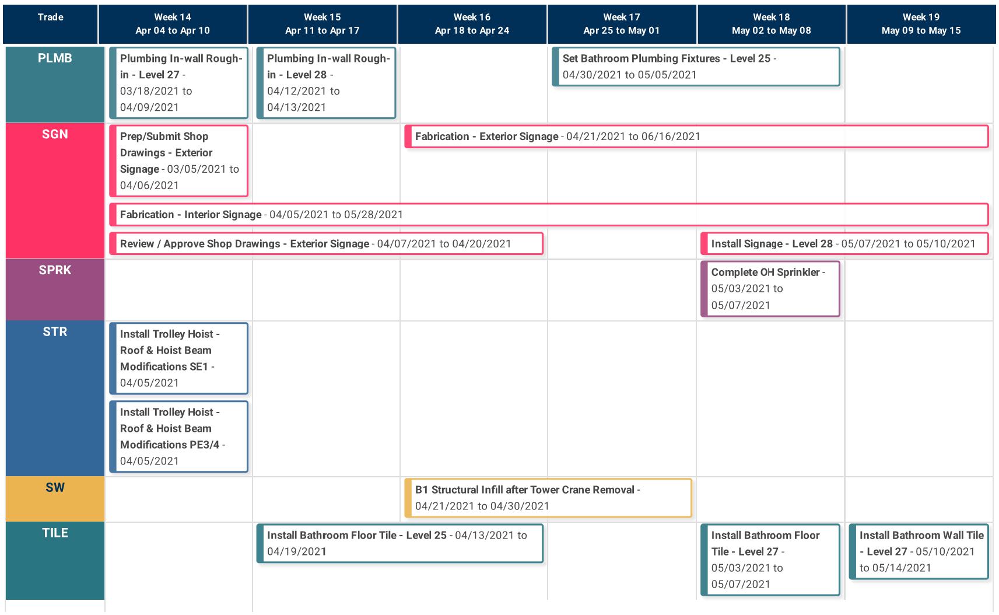 Trade
Week 14
Apr 04 to Apr 10
Week 15
Apr 11 to Apr 17
Week 16
Apr 18 to Apr 24
Week 17
Apr 25 to May 01
Week 18
May 02 to May 08
Week 19
May 09 to May 15
PLMB
Plumbing In-wall Rough-
in - Level 27 -
03/18/2021 to
04/09/2021
Plumbing In-wall Rough-
in - Level 28 -
04/12/2021 to
04/13/2021
Set Bathroom Plumbing Fixtures - Level 25 -
04/30/2021 to 05/05/2021
SGN
Prep/Submit Shop
Drawings - Exterior
Signage - 03/05/2021 to
04/06/2021
Fabrication - Exterior Signage - 04/21/2021 to 06/16/2021
Fabrication - Interior Signage - 04/05/2021 to 05/28/2021
Review / Approve Shop Drawings - Exterior Signage - 04/07/2021 to 04/20/2021
Install Signage - Level 28 - 05/07/2021 to 05/10/2021
SPRK
Complete OH Sprinkler -
05/03/2021 to
05/07/2021
STR
Install Trolley Hoist -
Roof & Hoist Beam
Modifications SE1 -
04/05/2021
Install Trolley Hoist -
Roof & Hoist Beam
Modifications PE3/4 -
04/05/2021
SW
B1 Structural Infill after Tower Crane Removal -
04/21/2021 to 04/30/2021
TILE
Install Bathroom Floor Tile - Level 25 - 04/13/2021 to
04/19/2021
Install Bathroom Floor
Tile - Level 27 -
05/03/2021 to
05/07/2021
Install Bathroom Wall Tile
- Level 27 - 05/10/2021
to 05/14/2021